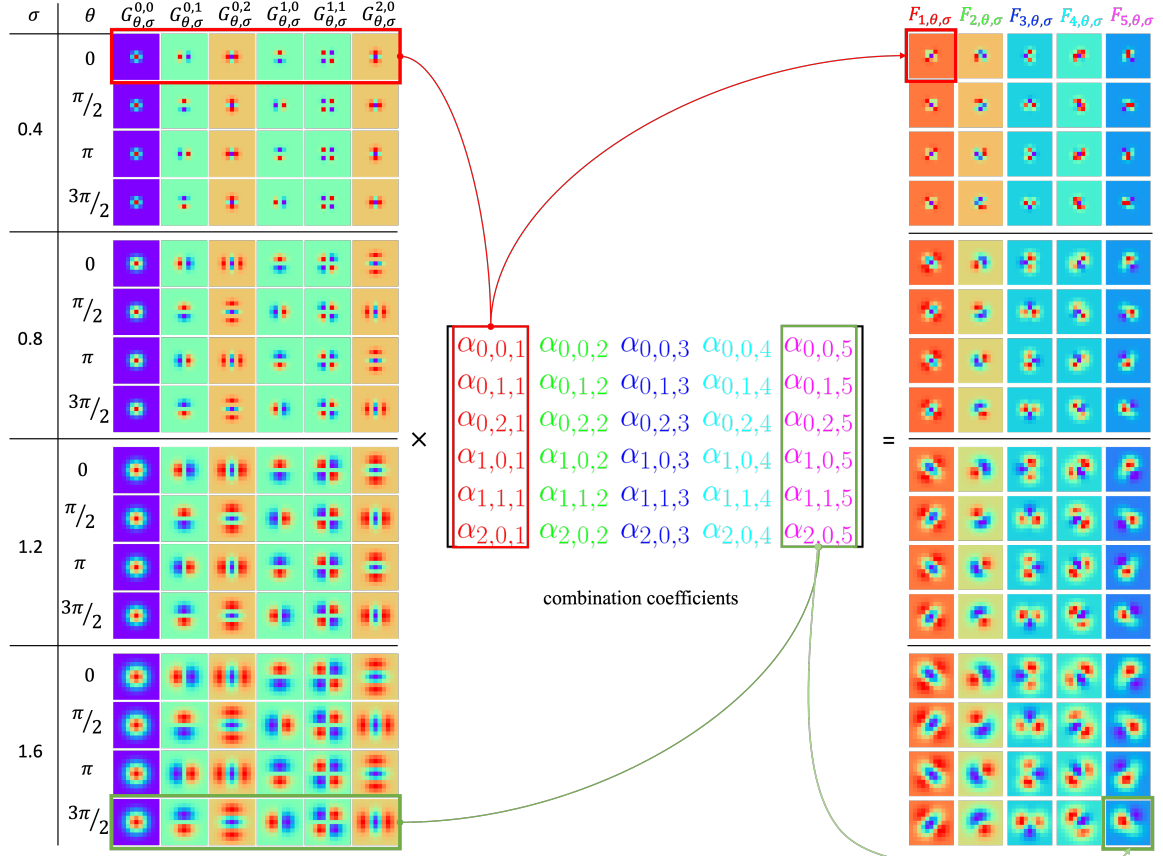 σ θ G^{0,0}_{θ,σ} G^{0,1}_{θ,σ} G^{0,2}_{θ,σ} G^{1,0}_{θ,σ} G^{1,1}_{θ,σ} G^{2,0}_{θ,σ} F_{1,θ,σ} F_{2,θ,σ} F_{3,θ,σ} F_{4,θ,σ} F_{5,θ,σ}
0.4
0
π/2
π
3π/2
0.8
0
π/2
π
3π/2
1.2
0
π/2
π
3π/2
1.6
0
π/2
π
3π/2
×
α_{0,0,1} α_{0,0,2} α_{0,0,3} α_{0,0,4} α_{0,0,5}
α_{0,1,1} α_{0,1,2} α_{0,1,3} α_{0,1,4} α_{0,1,5}
α_{0,2,1} α_{0,2,2} α_{0,2,3} α_{0,2,4} α_{0,2,5}
α_{1,0,1} α_{1,0,2} α_{1,0,3} α_{1,0,4} α_{1,0,5}
α_{1,1,1} α_{1,1,2} α_{1,1,3} α_{1,1,4} α_{1,1,5}
α_{2,0,1} α_{2,0,2} α_{2,0,3} α_{2,0,4} α_{2,0,5}
=
combination coefficients